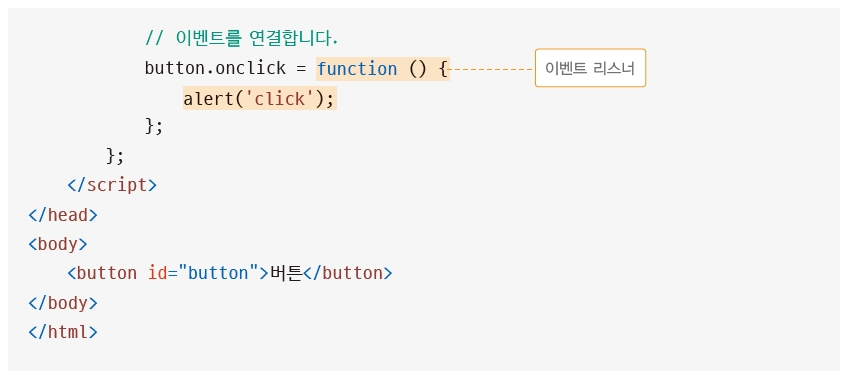 // 이벤트를 연결합니다.
button.onclick = function () {
이벤트 리스너
alert('click');
};
};
</script>
</head>
<body>
<button id="button">버튼</button>
</body>
</html>